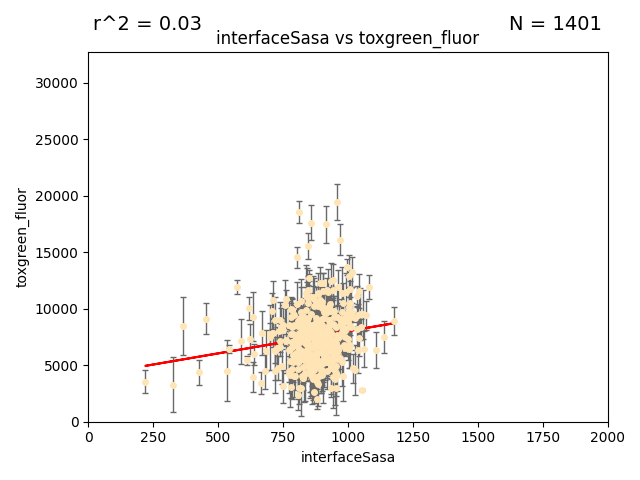 r^2 = 0.03
N = 1401
interfaceSasa vs toxgreen_fluor
30000
25000
20000
15000
10000
5000
0
toxgreen_fluor
0 250 500 750 1000 1250 1500 1750 2000
interfaceSasa